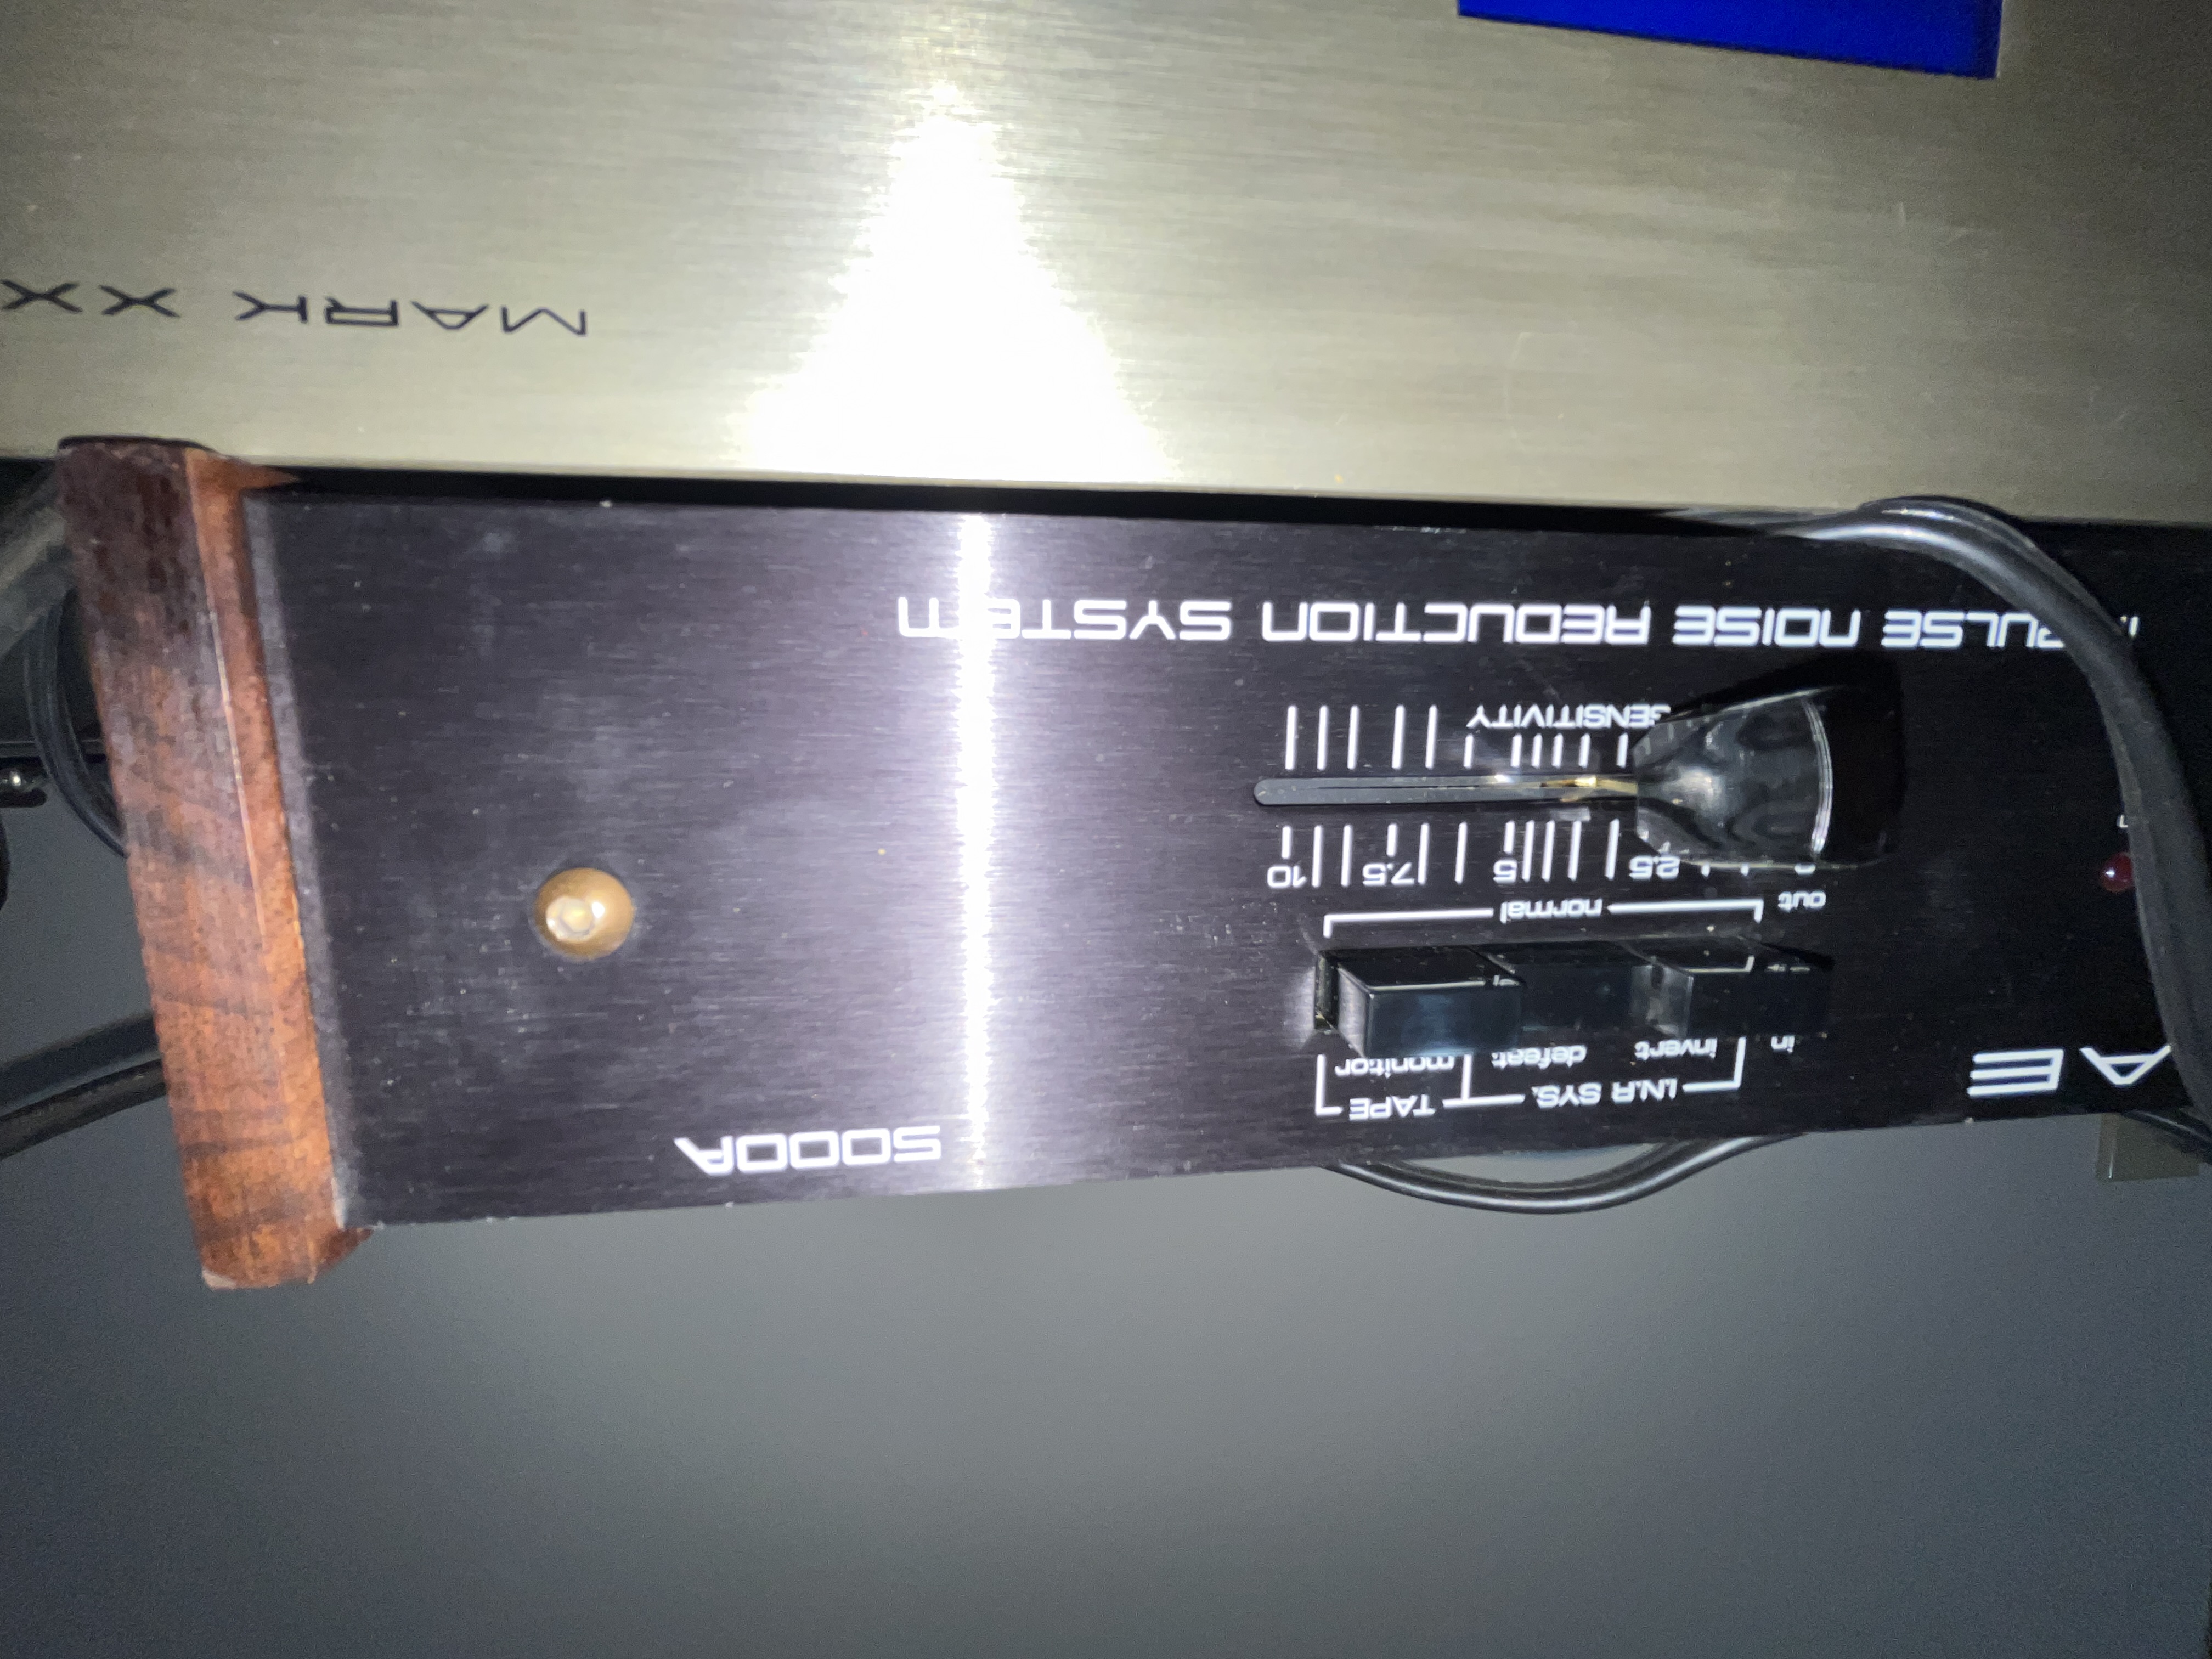 5000A
AE
I.N.R SYS. TAPE
in invert defeat monitor
out normal
2.5 5 7.5 10
SENSITIVITY
PULSE NOISE REDUCTION SYSTEM
MARK XX